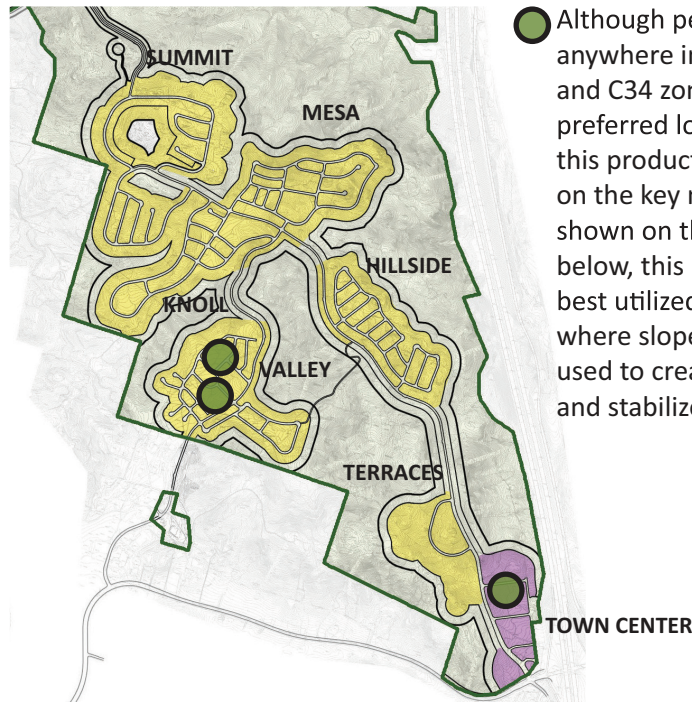 SUMMIT
MESA
HILLSIDE
KNOLL
VALLEY
TERRACES
TOWN CENTER
Although pe
anywhere in
and C34 zon
preferred lo
this product
on the key
shown on th
below, this
best utilized
where slope
used to crea
and stabilize